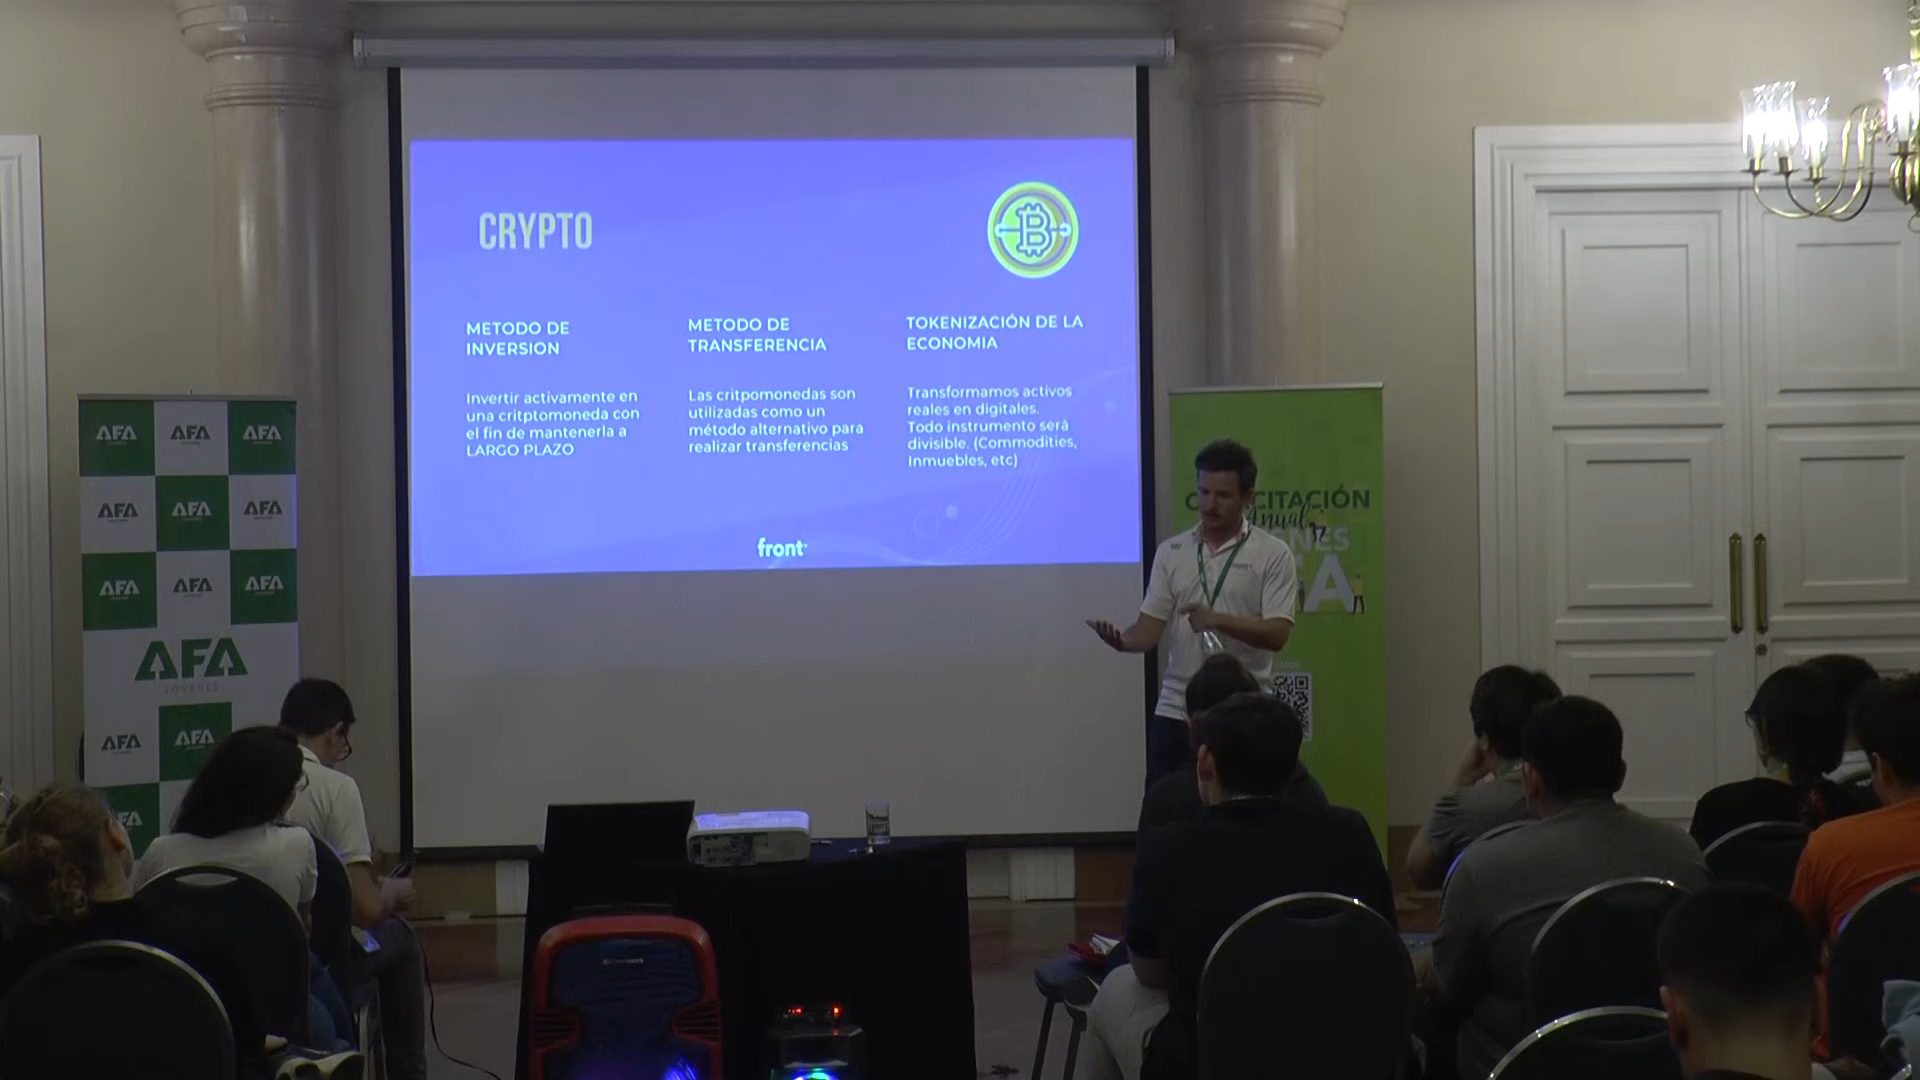 CRYPTO
METODO DE
INVERSION
Invertir activamente en
una critptomoneda con
el fin de mantenerla a
LARGO PLAZO
METODO DE
TRANSFERENCIA
Las critpomonedas son
utilizadas como un
método alternativo para
realizar transferencias
TOKENIZACIÓN DE LA
ECONOMIA
Transformamos activos
reales en digitales.
Todo instrumento será
divisible. (Commodities,
Inmuebles, etc)
front
AFA AFA AFA
AFA AFA AFA
AFA AFA AFA
AFA
JOVENES
AFA AFA
AFA
CITACIÓN
Anual
NES
A